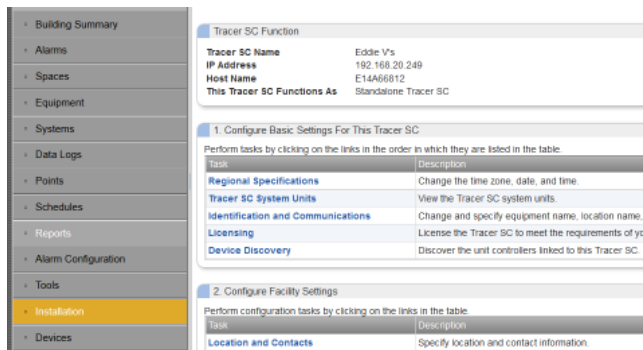 Building Summary
Alarms
Spaces
Equipment
Systems
Data Logs
Points
Schedules
Reports
Alarm Configuration
Tools
Installation
Devices
Tracer SC Function
Tracer SC Name Eddie V's
IP Address 192.168.20.249
Host Name E14A66812
This Tracer SC Functions As Standalone Tracer SC
1. Configure Basic Settings For This Tracer SC
Perform tasks by clicking on the links in the order in which they are listed in the table.
Task Description
Regional Specifications Change the time zone, date, and time.
Tracer SC System Units View the Tracer SC system units.
Identification and Communications Change and specify equipment name, location name,
Licensing License the Tracer SC to meet the requirements of yo
Device Discovery Discover the unit controllers linked to this Tracer SC.
2. Configure Facility Settings
Perform configuration tasks by clicking on the links in the table.
Task Description
Location and Contacts Specify location and contact information.